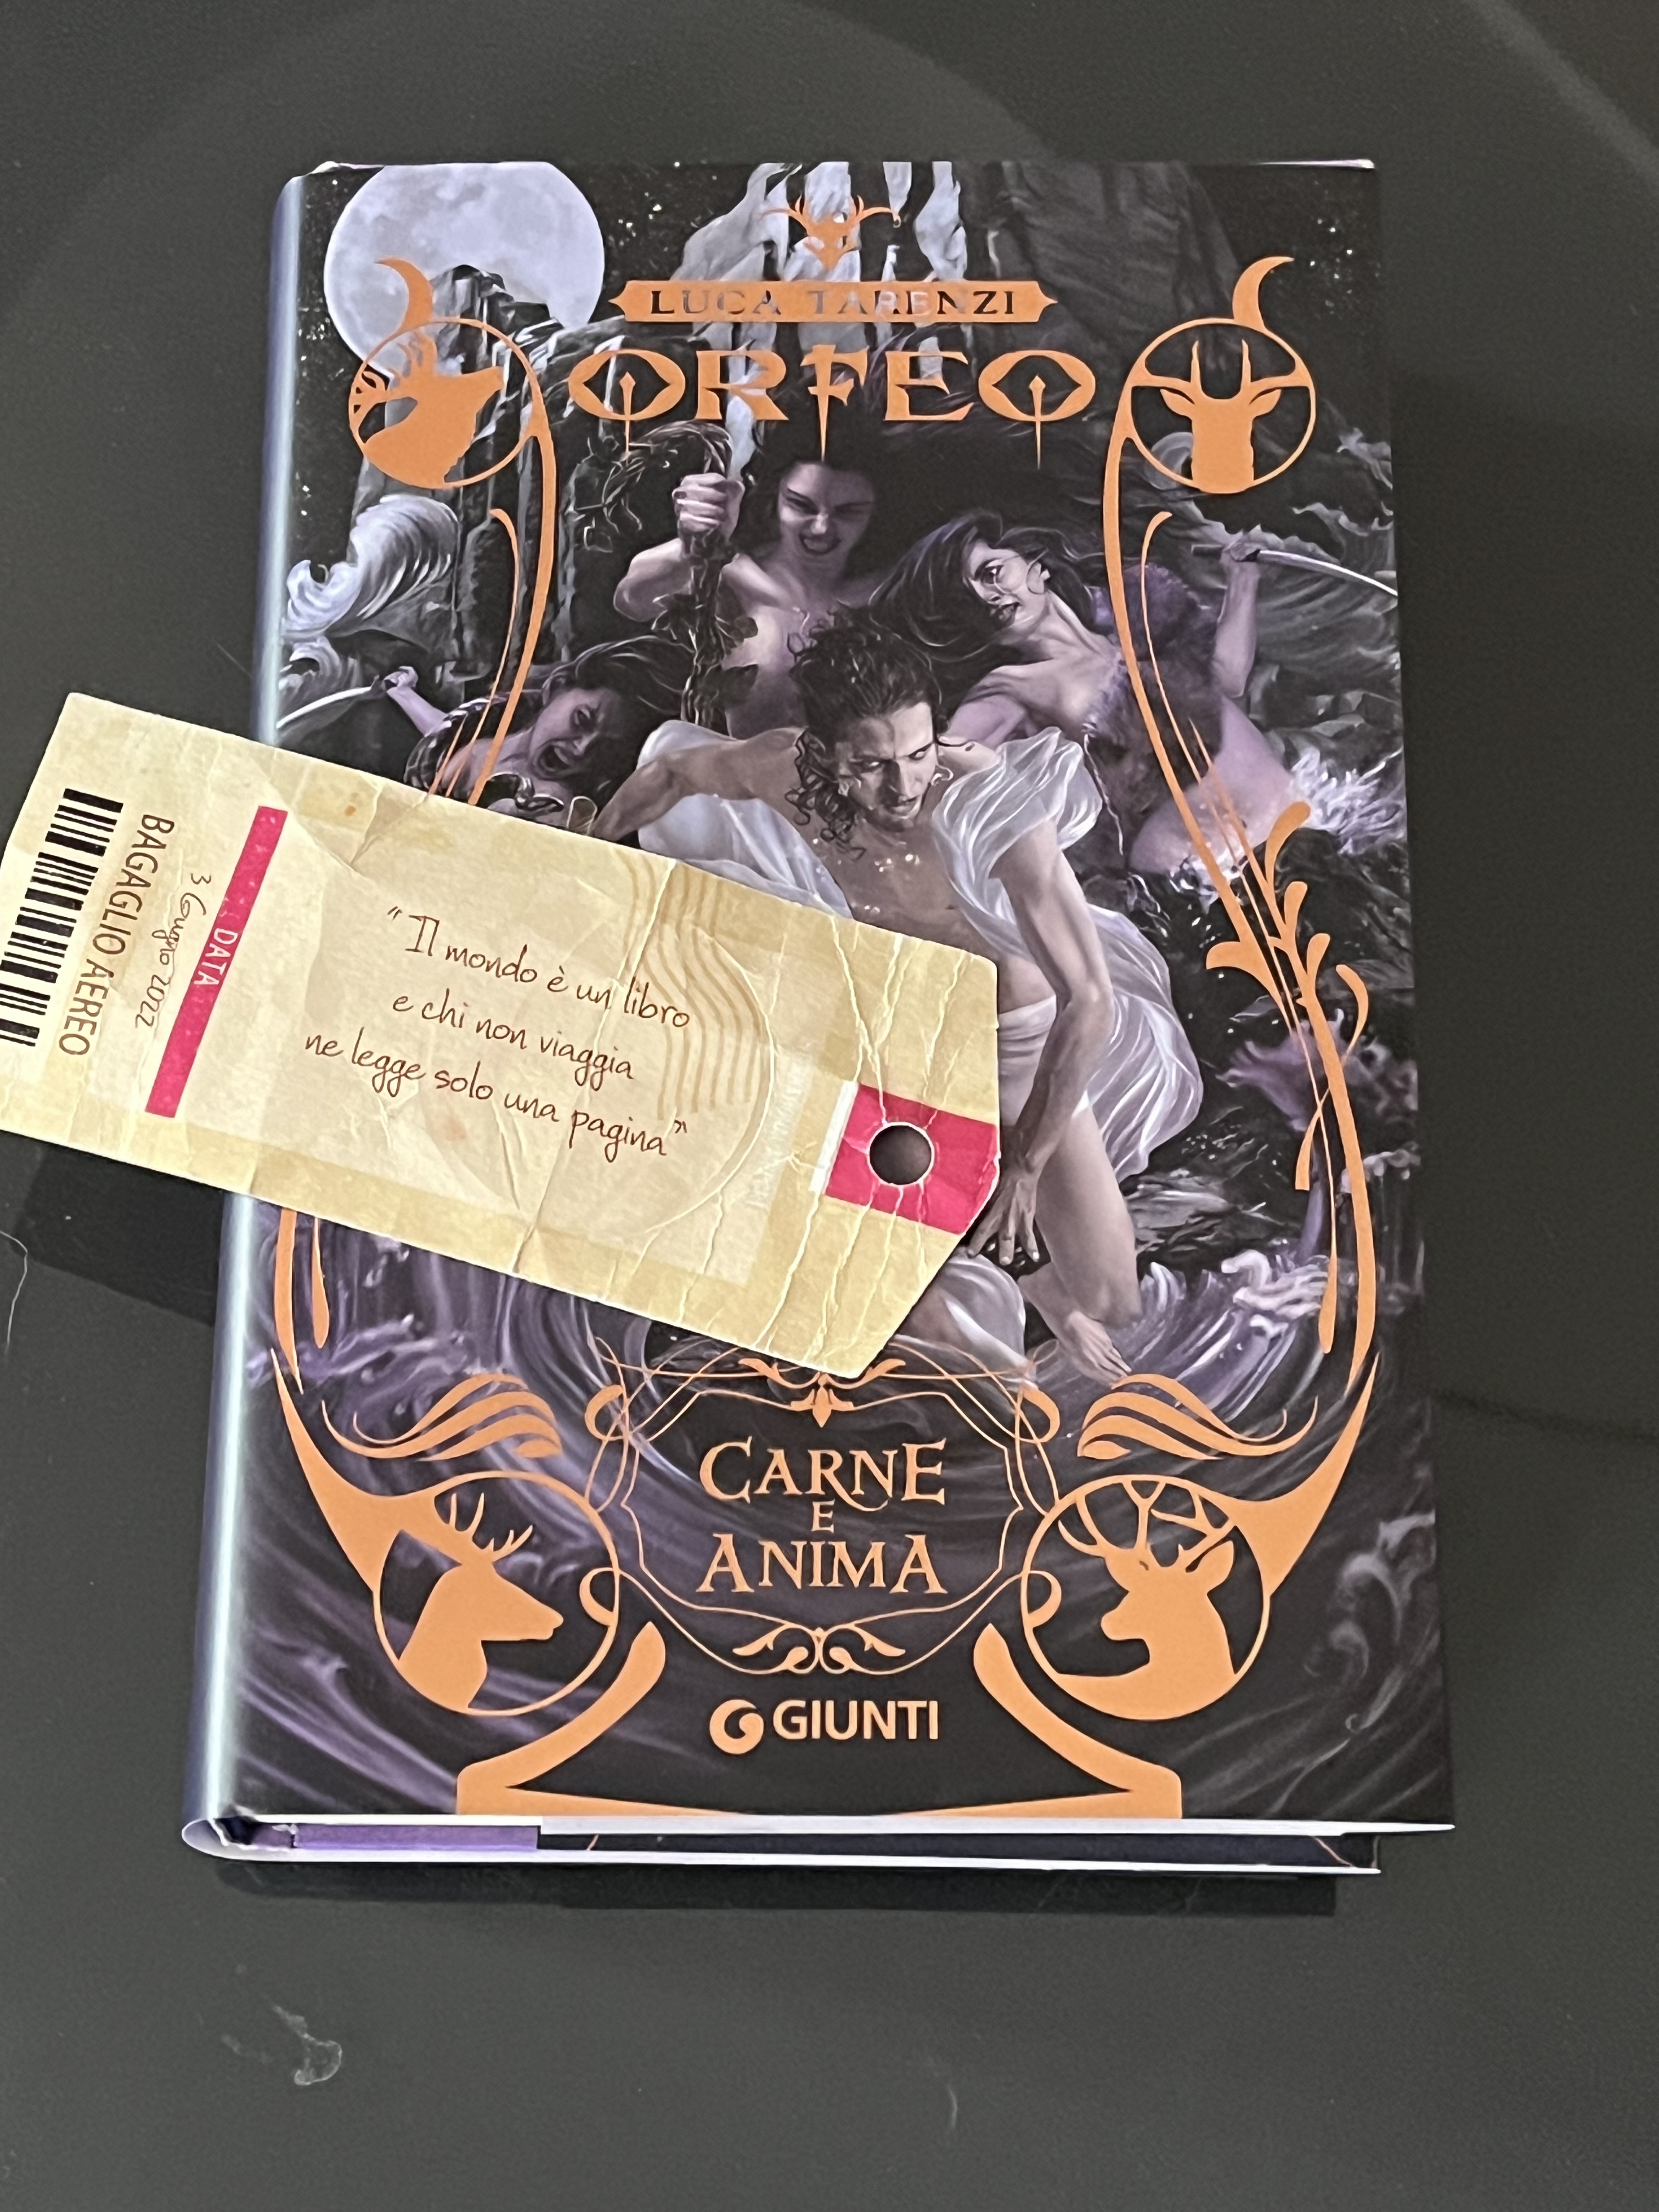 LUCA TARENZI
ORFEO
"Il mondo è un libro
e chi non viaggia
ne legge solo una pagina"
DATA
3 Giugno 2022
BAGAGLIO AEREO
CARNE
E
ANIMA
GIUNTI